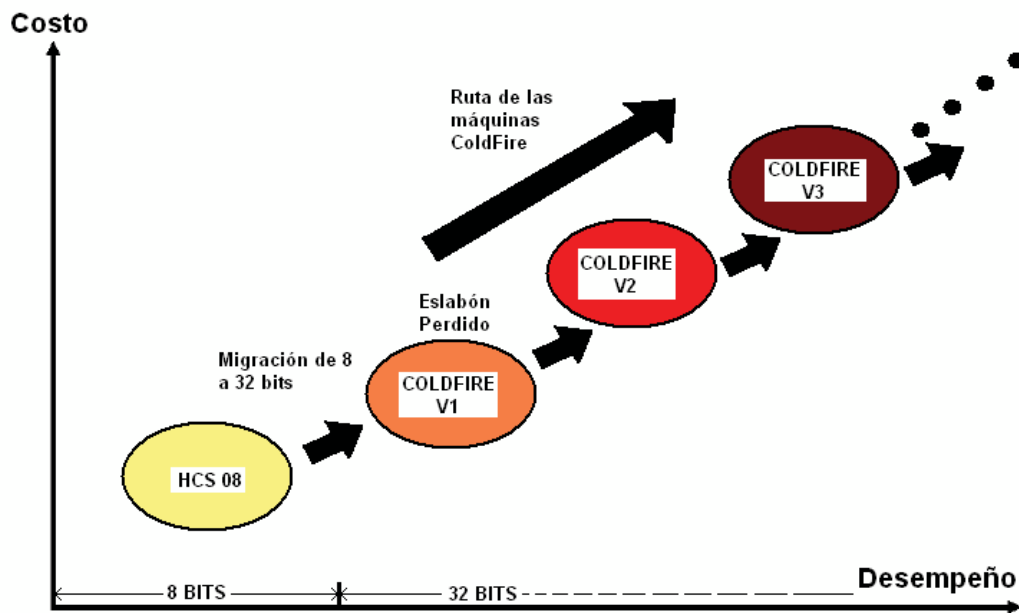 Costo
Ruta de las
máquinas
ColdFire
COLDFIRE
V3
COLDFIRE
V2
Eslabón
Perdido
Migración de 8
a 32 bits
COLDFIRE
V1
HCS 08
8 BITS
32 BITS
Desempeño